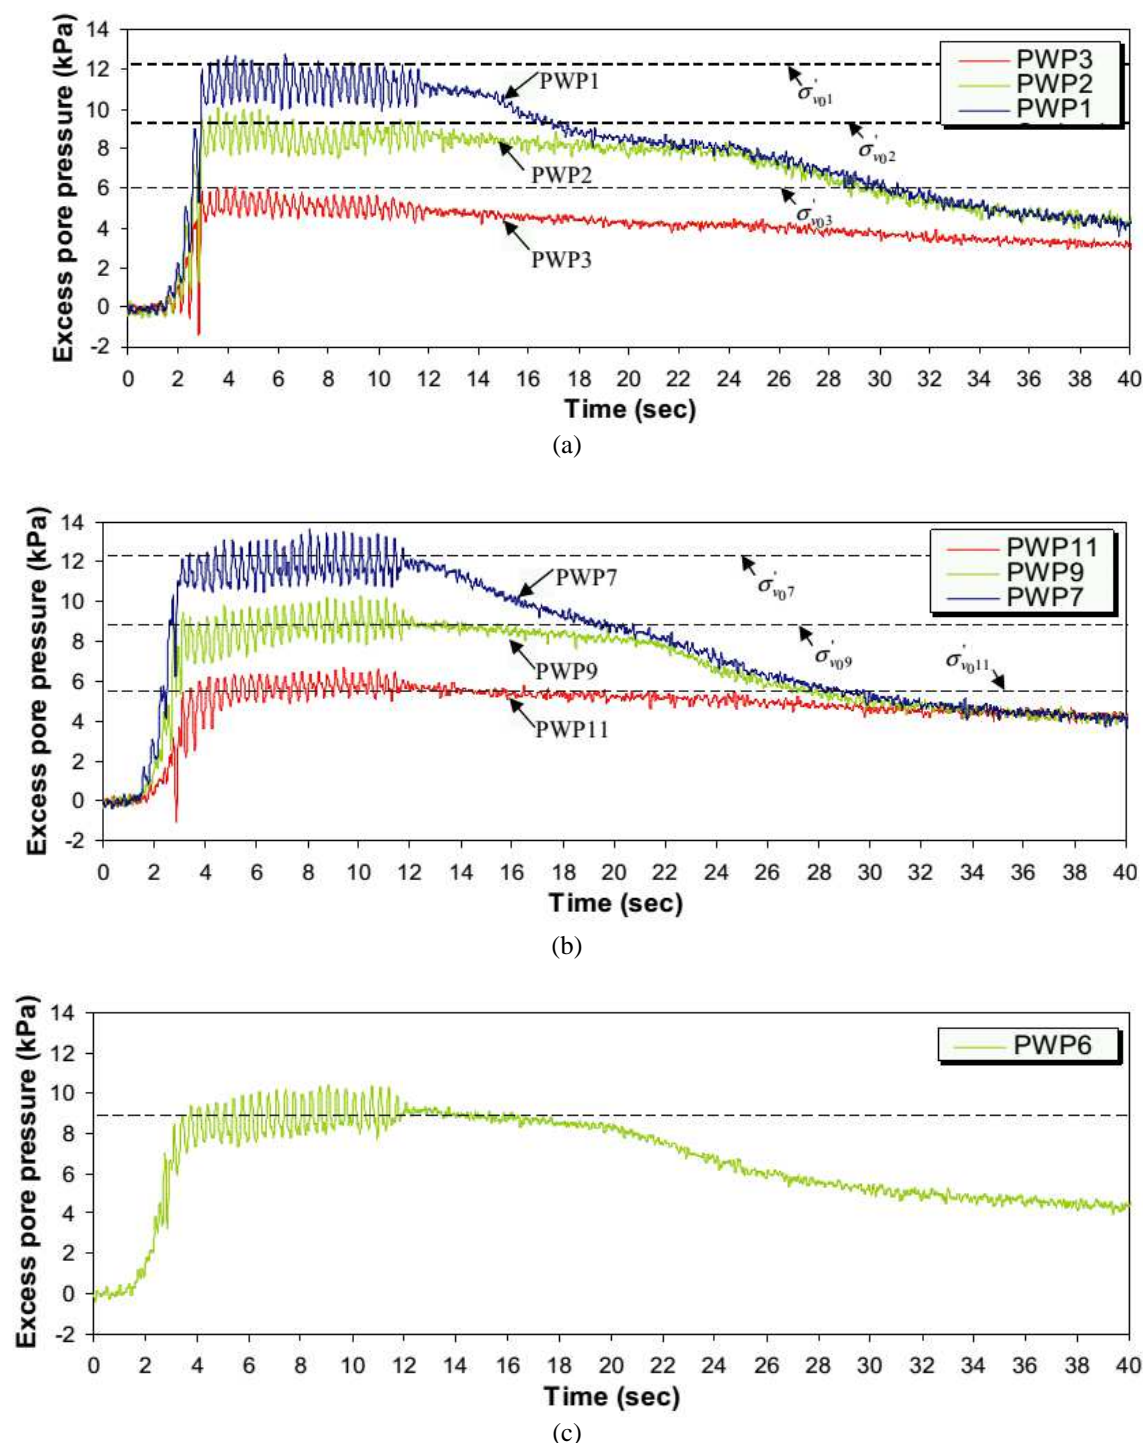 Excess pore pressure (kPa)
14
12
10
8
6
4
2
0
-2
PWP3
PWP2
PWP1
PWP1
σ'v01
σ'v02
PWP2
σ'v03
PWP3
0 2 4 6 8 10 12 14 16 18 20 22 24 26 28 30 32 34 36 38 40
Time (sec)
(a)
Excess pore pressure (kPa)
14
12
10
8
6
4
2
0
-2
PWP11
PWP9
PWP7
PWP7
σ'v07
PWP9
σ'v09
σ'v011
PWP11
0 2 4 6 8 10 12 14 16 18 20 22 24 26 28 30 32 34 36 38 40
Time (sec)
(b)
Excess pore pressure (kPa)
14
12
10
8
6
4
2
0
-2
PWP6
0 2 4 6 8 10 12 14 16 18 20 22 24 26 28 30 32 34 36 38 40
Time (sec)
(c)